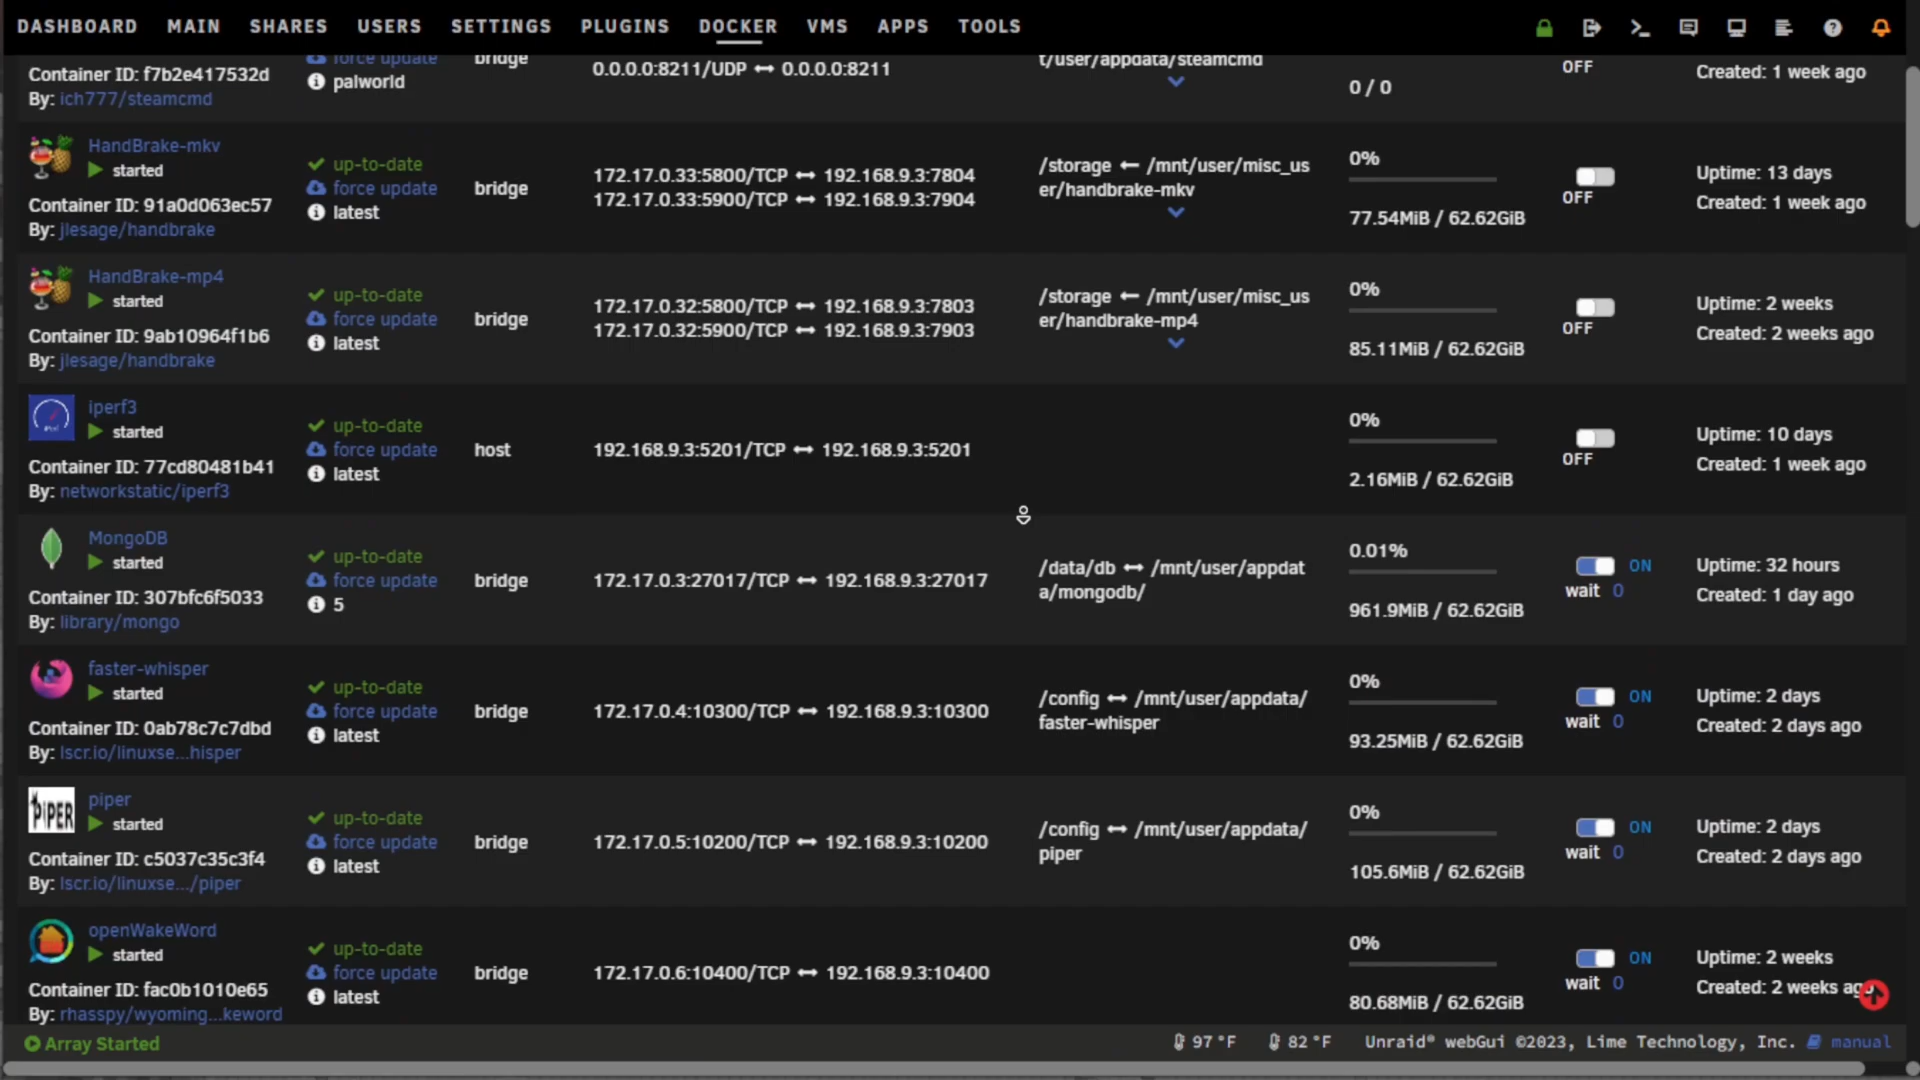 DASHBOARD MAIN SHARES USERS SETTINGS PLUGINS DOCKER VMS APPS TOOLS
Container ID: f7b2e417532d
By: ich777/steamcmd
force update
palworld
bridge
0.0.0.0:8211/UDP ↔ 0.0.0.0:8211
t/user/appdata/steamcmd
0 / 0
OFF
Created: 1 week ago
HandBrake-mkv
started
Container ID: 91a0d063ec57
By: jlesage/handbrake
up-to-date
force update
latest
bridge
172.17.0.33:5800/TCP ↔ 192.168.9.3:7804
172.17.0.33:5900/TCP ↔ 192.168.9.3:7904
/storage ← /mnt/user/misc_us
er/handbrake-mkv
0%
77.54MiB / 62.62GiB
OFF
Uptime: 13 days
Created: 1 week ago
HandBrake-mp4
started
Container ID: 9ab10964f1b6
By: jlesage/handbrake
up-to-date
force update
latest
bridge
172.17.0.32:5800/TCP ↔ 192.168.9.3:7803
172.17.0.32:5900/TCP ↔ 192.168.9.3:7903
/storage ← /mnt/user/misc_us
er/handbrake-mp4
0%
85.11MiB / 62.62GiB
OFF
Uptime: 2 weeks
Created: 2 weeks ago
iperf3
started
Container ID: 77cd80481b41
By: networkstatic/iperf3
up-to-date
force update
latest
host
192.168.9.3:5201/TCP ↔ 192.168.9.3:5201
0%
2.16MiB / 62.62GiB
OFF
Uptime: 10 days
Created: 1 week ago
MongoDB
started
Container ID: 307bfc6f5033
By: library/mongo
up-to-date
force update
5
bridge
172.17.0.3:27017/TCP ↔ 192.168.9.3:27017
/data/db ↔ /mnt/user/appdat
a/mongodb/
0.01%
961.9MiB / 62.62GiB
ON
wait 0
Uptime: 32 hours
Created: 1 day ago
faster-whisper
started
Container ID: 0ab78c7c7dbd
By: lscr.io/linuxse...hisper
up-to-date
force update
latest
bridge
172.17.0.4:10300/TCP ↔ 192.168.9.3:10300
/config ↔ /mnt/user/appdata/
faster-whisper
0%
93.25MiB / 62.62GiB
ON
wait 0
Uptime: 2 days
Created: 2 days ago
PIPER
piper
started
Container ID: c5037c35c3f4
By: lscr.io/linuxse.../piper
up-to-date
force update
latest
bridge
172.17.0.5:10200/TCP ↔ 192.168.9.3:10200
/config ↔ /mnt/user/appdata/
piper
0%
105.6MiB / 62.62GiB
ON
wait 0
Uptime: 2 days
Created: 2 days ago
openWakeWord
started
Container ID: fac0b1010e65
By: rhasspy/wyoming...keword
up-to-date
force update
latest
bridge
172.17.0.6:10400/TCP ↔ 192.168.9.3:10400
0%
80.68MiB / 62.62GiB
ON
wait 0
Uptime: 2 weeks
Created: 2 weeks ago
Array Started
97 °F 82 °F Unraid® webGui ©2023, Lime Technology, Inc. manual